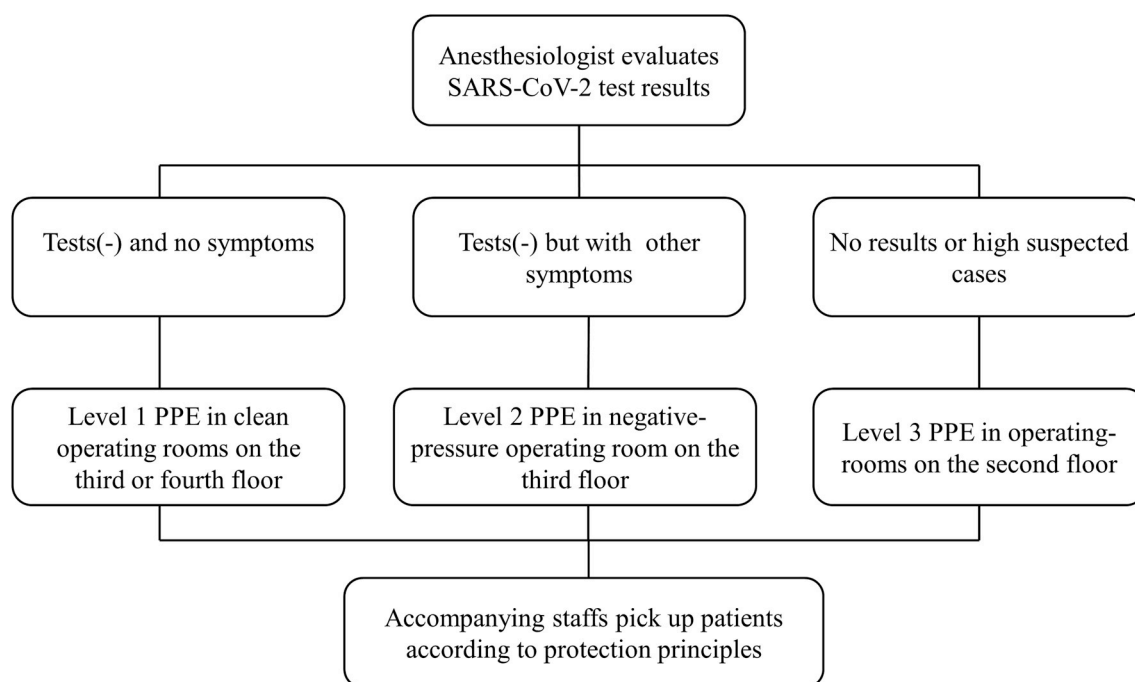 Anesthesiologist evaluates
SARS-CoV-2 test results
Tests(-) and no symptoms
Tests(-) but with other
symptoms
No results or high suspected
cases
Level 1 PPE in clean
operating rooms on the
third or fourth floor
Level 2 PPE in negative-
pressure operating room on the
third floor
Level 3 PPE in operating-
rooms on the second floor
Accompanying staffs pick up patients
according to protection principles